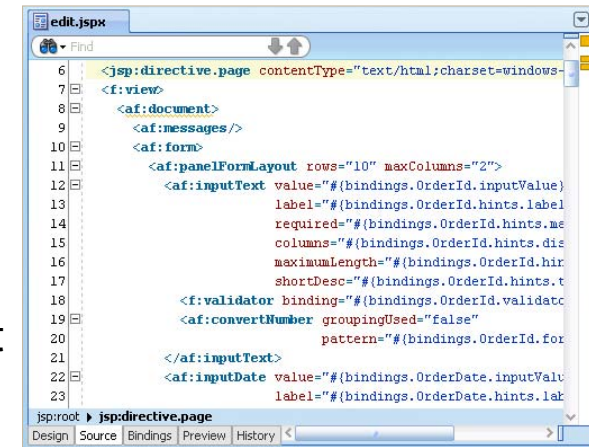 edit.jspx
Find
6 <jsp:directive.page contentType="text/html;charset=windows-
7 <f:view>
8 <af:document>
9 <af:messages/>
10 <af:form>
11 <af:panelFormLayout rows="10" maxColumns="2">
12 <af:inputText value="#{bindings.OrderId.inputValue}
13 label="#{bindings.OrderId.hints.label
14 required="#{bindings.OrderId.hints.ma
15 columns="#{bindings.OrderId.hints.dis
16 maximumLength="#{bindings.OrderId.hin
17 shortDesc="#{bindings.OrderId.hints.t
18 <f:validator binding="#{bindings.OrderId.validato
19 <af:convertNumber groupingUsed="false"
20 pattern="#{bindings.OrderId.for
21 </af:inputText>
22 <af:inputDate value="#{bindings.OrderDate.inputValu
23 label="#{bindings.OrderDate.hints.lab
jsp:root jsp:directive.page
Design Source Bindings Preview History